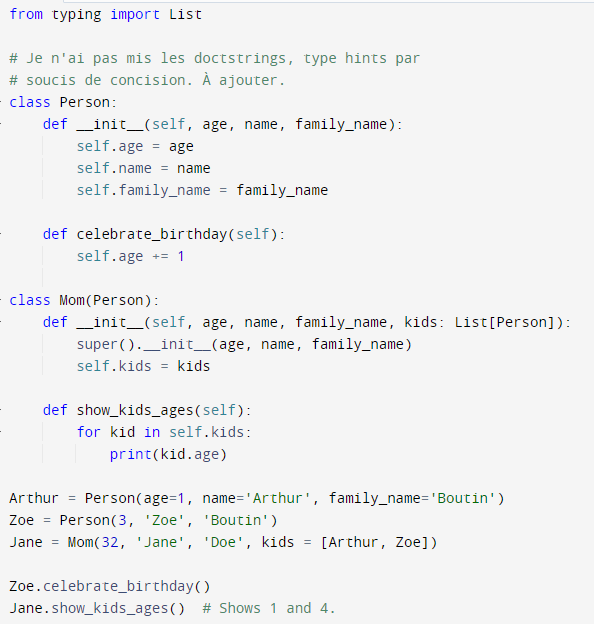 from typing import List

# Je n'ai pas mis les doctstrings, type hints par
# soucis de concision. À ajouter.
class Person:
    def __init__(self, age, name, family_name):
        self.age = age
        self.name = name
        self.family_name = family_name

    def celebrate_birthday(self):
        self.age += 1

class Mom(Person):
    def __init__(self, age, name, family_name, kids: List[Person]):
        super().__init__(age, name, family_name)
        self.kids = kids

    def show_kids_ages(self):
        for kid in self.kids:
            print(kid.age)

Arthur = Person(age=1, name='Arthur', family_name='Boutin')
Zoe = Person(3, 'Zoe', 'Boutin')
Jane = Mom(32, 'Jane', 'Doe', kids = [Arthur, Zoe])

Zoe.celebrate_birthday()
Jane.show_kids_ages()  # Shows 1 and 4.